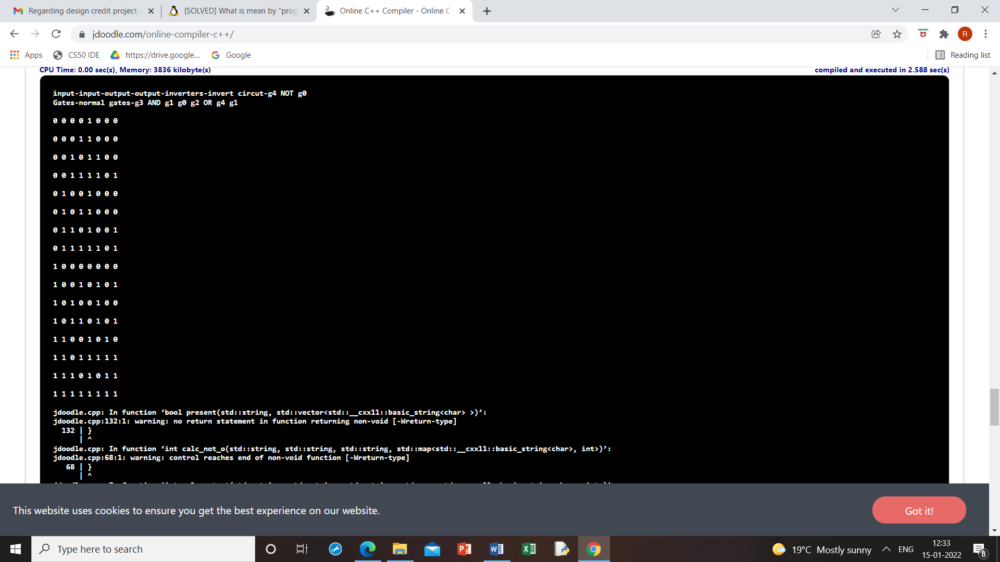 Regarding design credit project -
[SOLVED] What is mean by "prog
Online C++ Compiler - Online C
jdoodle.com/online-compiler-c++/
R
Apps
CS50 IDE
https://drive.google...
Google
Reading list
CPU Time: 0.00 sec(s), Memory: 3836 kilobyte(s)
compiled and executed in 2.588 sec(s)
input-input-output-output-inverters-invert circut-g4 NOT g0
Gates-normal gates-g3 AND g1 g0 g2 OR g4 g1
0 0 0 0 1 0 0 0
0 0 0 1 1 0 0 0
0 0 1 0 1 1 0 0
0 0 1 1 1 1 0 1
0 1 0 0 1 0 0 0
0 1 0 1 1 0 0 0
0 1 1 0 1 0 0 1
0 1 1 1 1 1 0 1
1 0 0 0 0 0 0 0
1 0 0 1 0 1 0 1
1 0 1 0 0 1 0 0
1 0 1 1 0 1 0 1
1 1 0 0 1 0 1 0
1 1 0 1 1 1 1 1
1 1 1 0 1 0 1 1
1 1 1 1 1 1 1 1
jdoodle.cpp: In function ‘bool present(std::string, std::vector<std::__cxx11::basic_string<char> >)’:
jdoodle.cpp:132:1: warning: no return statement in function returning non-void [-Wreturn-type]
132 | }
| ^
jdoodle.cpp: In function ‘int calc_not_o(std::string, std::string, std::string, std::map<std::__cxx11::basic_string<char>, int>)’:
jdoodle.cpp:68:1: warning: control reaches end of non-void function [-Wreturn-type]
68 | }
| ^
This website uses cookies to ensure you get the best experience on our website.
Got it!
Type here to search
19°C Mostly sunny
ENG
12:33
15-01-2022
8